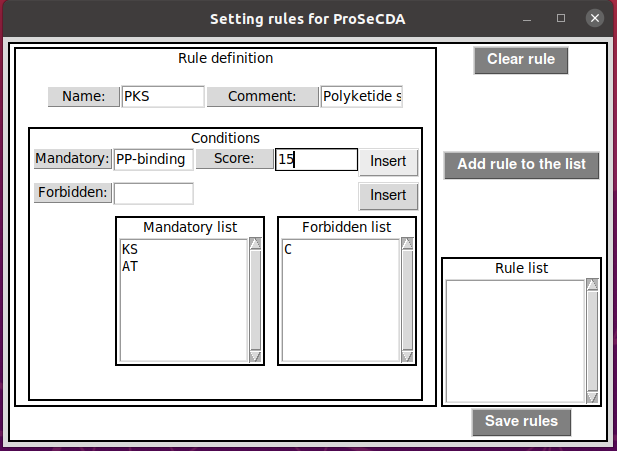 Setting rules for ProSeCDA
Rule definition
Clear rule
Name: PKS Comment: Polyketide s
Conditions
Mandatory: PP-binding Score: 15 Insert
Add rule to the list
Forbidden: Insert
Mandatory list
Forbidden list
KS
AT
C
Rule list
Save rules